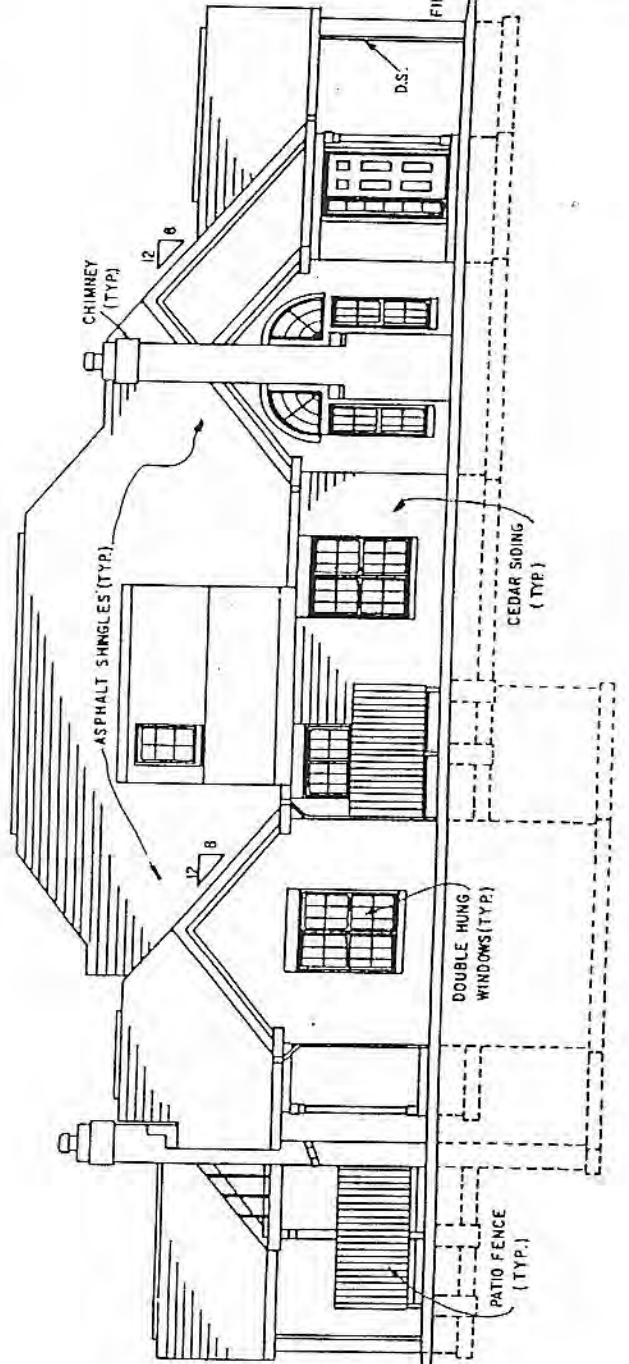 CHIMNEY
(TYP.)
12
8
ASPHALT SHINGLES (TYP.)
12
8
D.S.
CEDAR SIDING
(TYP.)
DOUBLE HUNG
WINDOWS (TYP.)
PATIO FENCE
(TYP.)